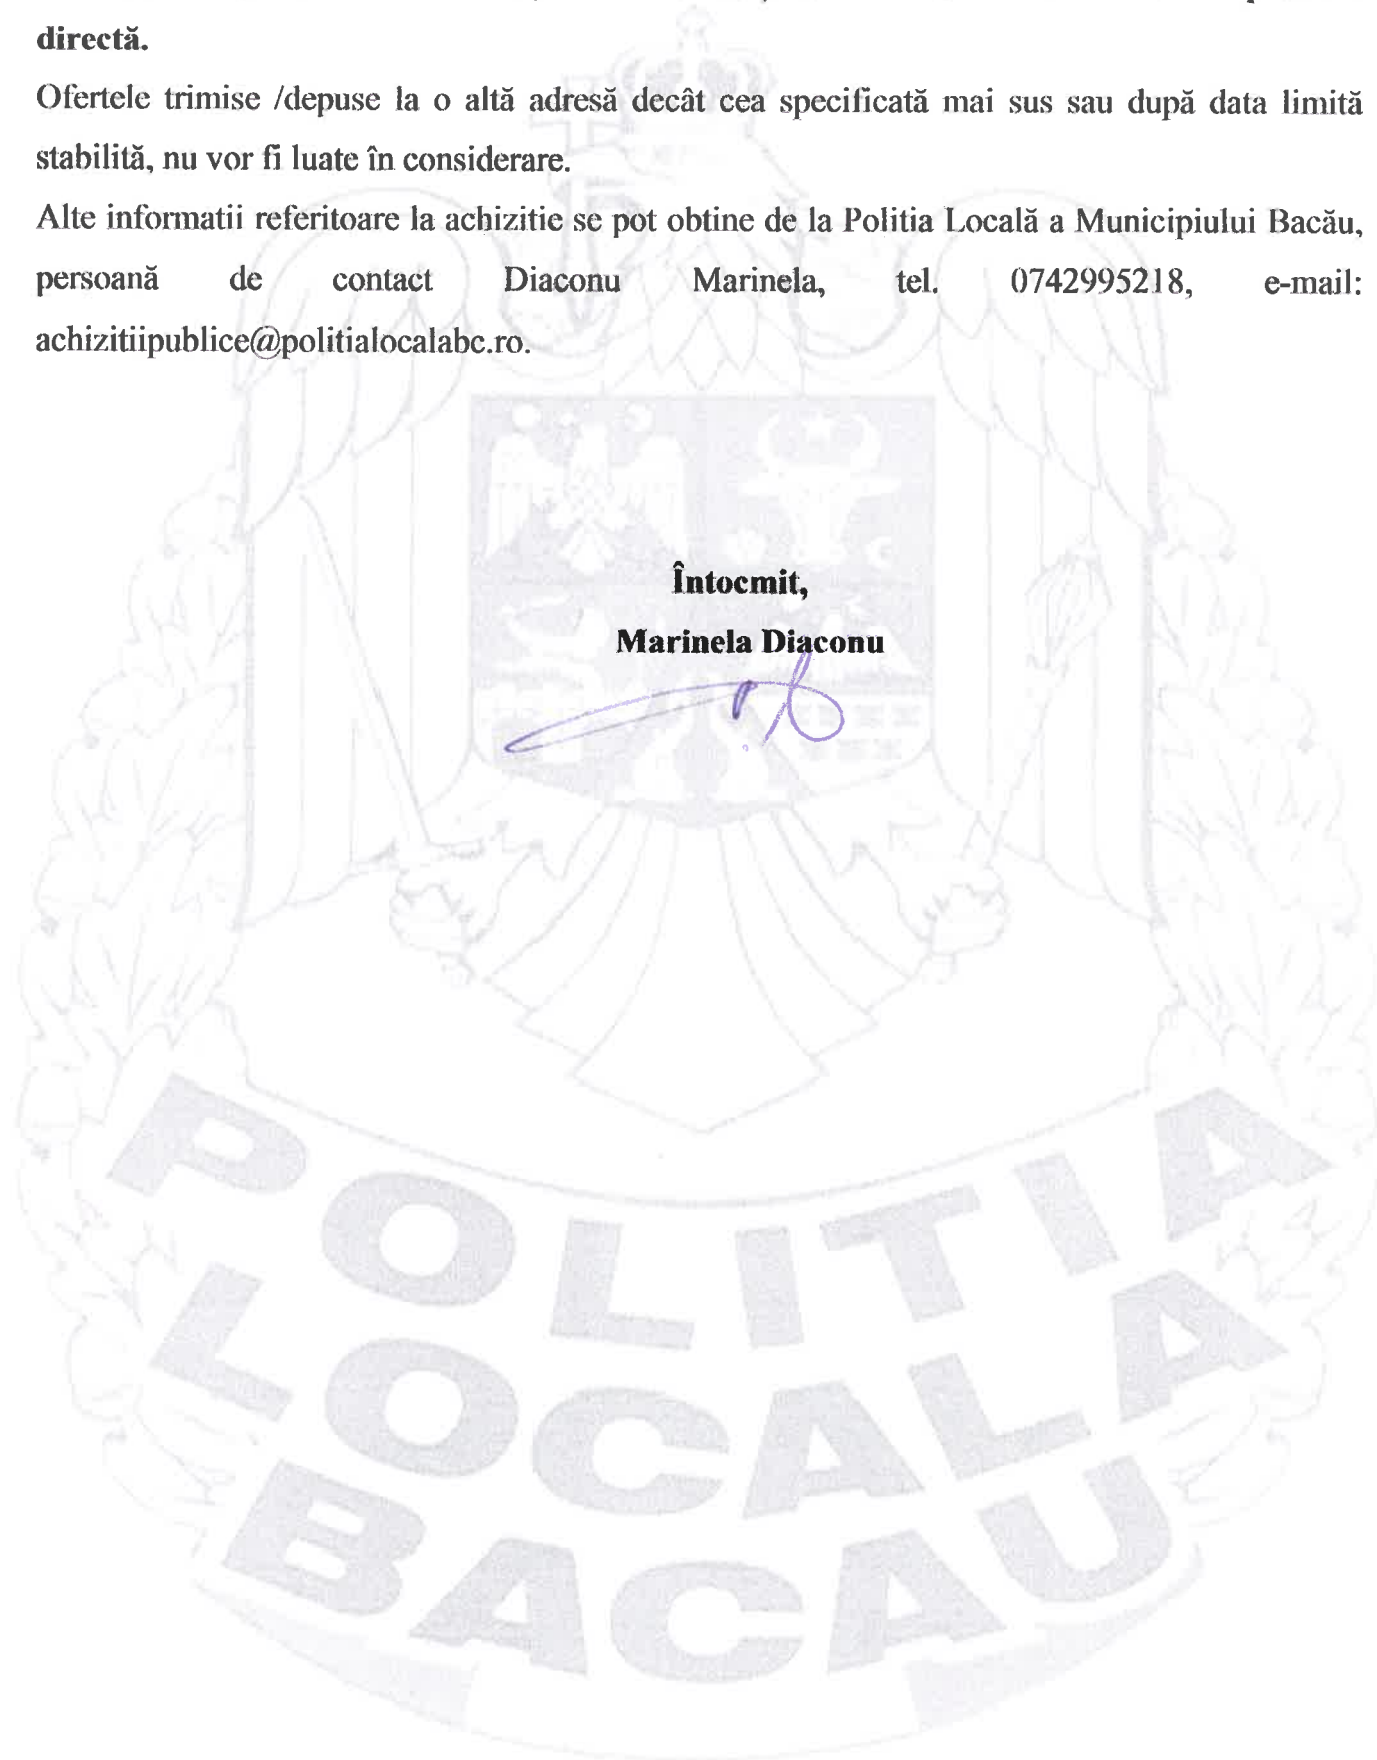 directă.
Ofertele trimise /depuse la o altă adresă decât cea specificată mai sus sau după data limită
stabilită, nu vor fi luate în considerare.
Alte informatii referitoare la achizitie se pot obtine de la Politia Locală a Municipiului Bacău,
persoană de contact Diaconu Marinela, tel. 0742995218, e-mail:
achizitiipublice@politialocalabc.ro.
Întocmit,
Marinela Diaconu
POLITIA
LOCALA
BACAU